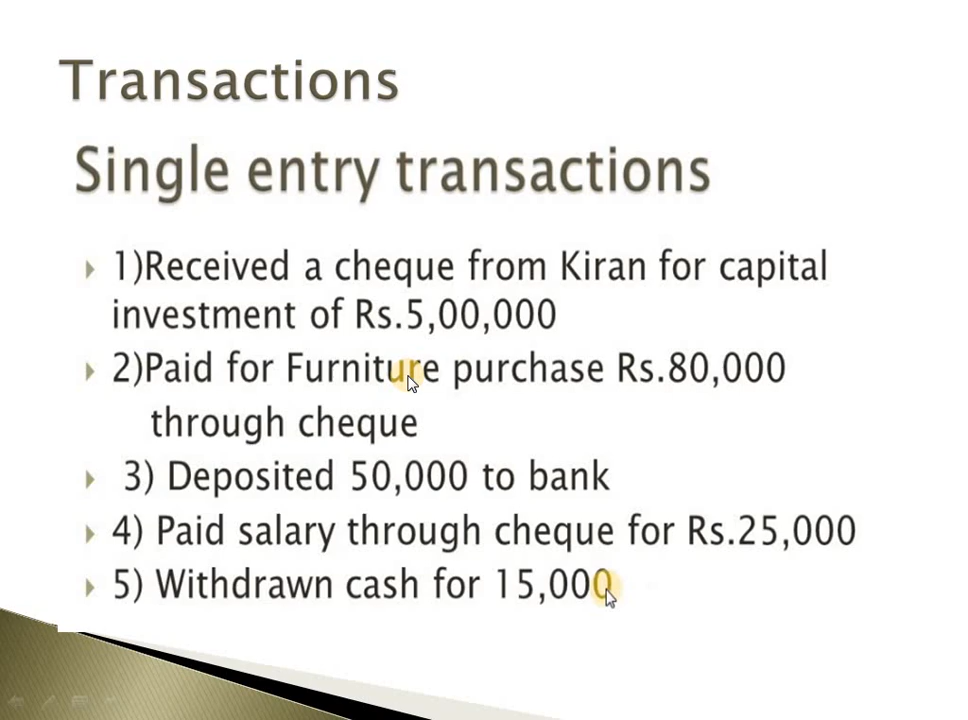 Transactions
Single entry transactions
1)Received a cheque from Kiran for capital
investment of Rs.5,00,000
2)Paid for Furniture purchase Rs.80,000
through cheque
3) Deposited 50,000 to bank
4) Paid salary through cheque for Rs.25,000
5) Withdrawn cash for 15,000